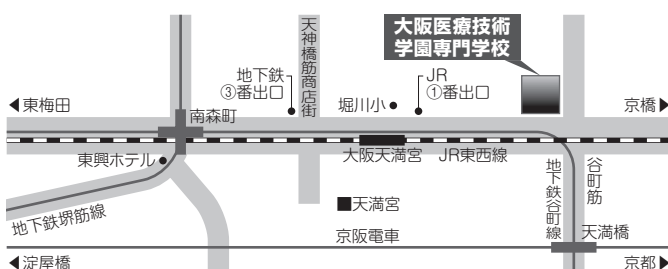 大阪医療技術
学園専門学校
天神橋筋商店街
地下鉄
③番出口
堀川小
JR
①番出口
◀東梅田
京橋▶
南森町
東興ホテル
大阪天満宮
JR東西線
地下鉄谷町線
谷町筋
地下鉄堺筋線
■天満宮
京阪電車
天満橋
◀淀屋橋
京都▶